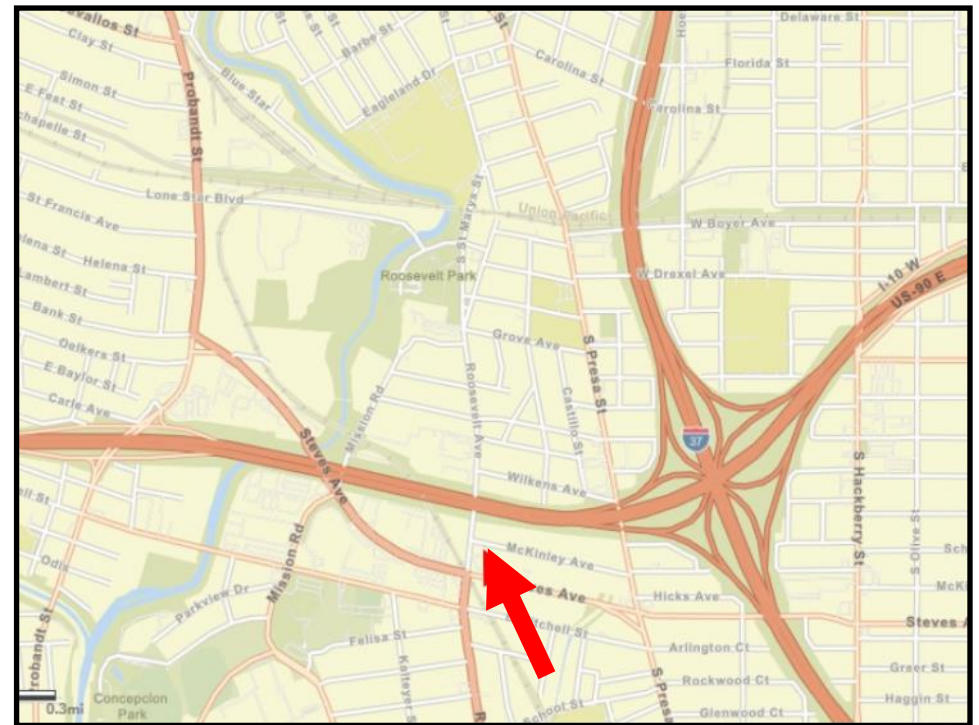 Clay St
Simon St
E Fest St
Probandt St
Blue Star
Barbe St
Eagleland Dr
Carolina St
Delaware St
Florida St
Carolina St
Lone Star Blvd
St Francis Ave
Helena St
Lambert St
Bank St
Oelkers St
E Baylor St
Carle Ave
S St Marys St
Union Pacific
W Boyer Ave
Roosevelt Park
W Drexel Ave
I-10 W
US-90 E
Grove Ave
S Presa St
Roosevelt Ave
Castillo St
Mission Rd
Steves Ave
37
Wilkens Ave
S Hackberry St
S Olive St
McKinley Ave
Mission Rd
Parkview Dr
Hicks Ave
Steves
Felisa St
Arlington Ct
Rockwood Ct
Glenwood Ct
Greer St
Haggin St
Probandt St
Concepcion
Park
0.3mi
School St
S Presa